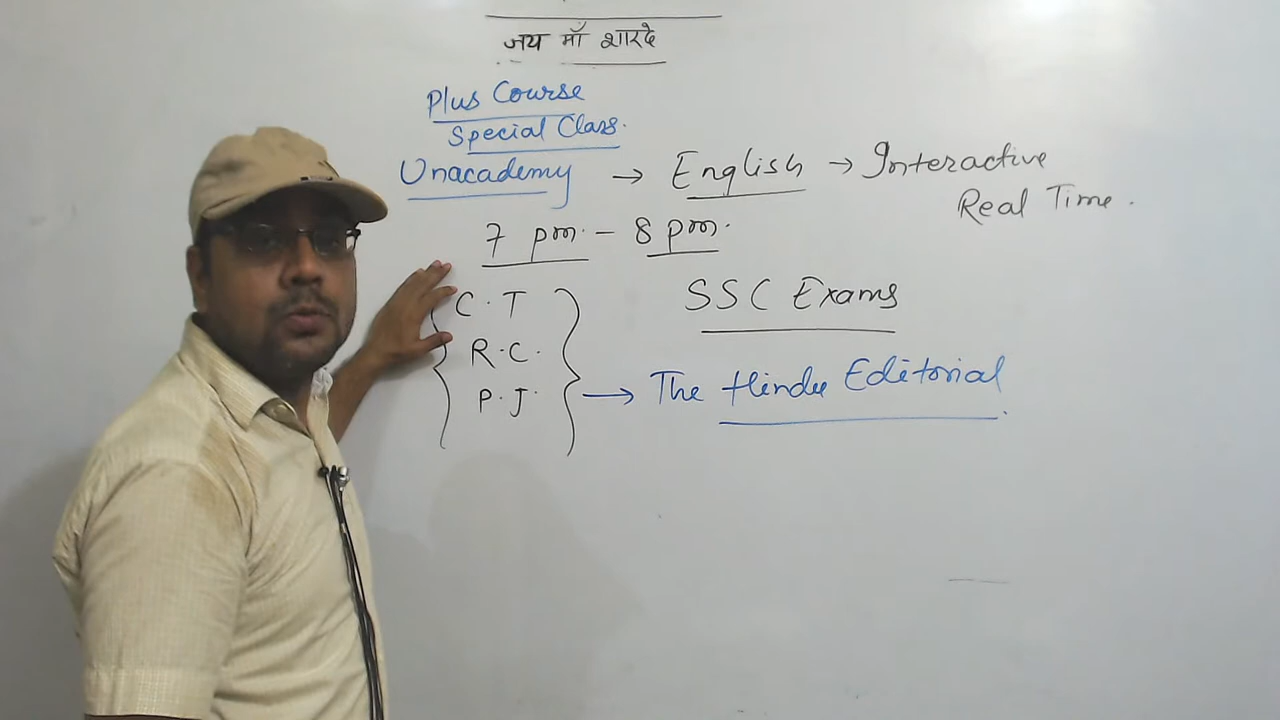 जय माँ शारदे
Plus Course
Special Class.
Unacademy → English → Interactive
Real Time.
7 pm. - 8 pm.
SSC Exams
C. T
R. C.
P. J.
→ The Hindu Editorial.